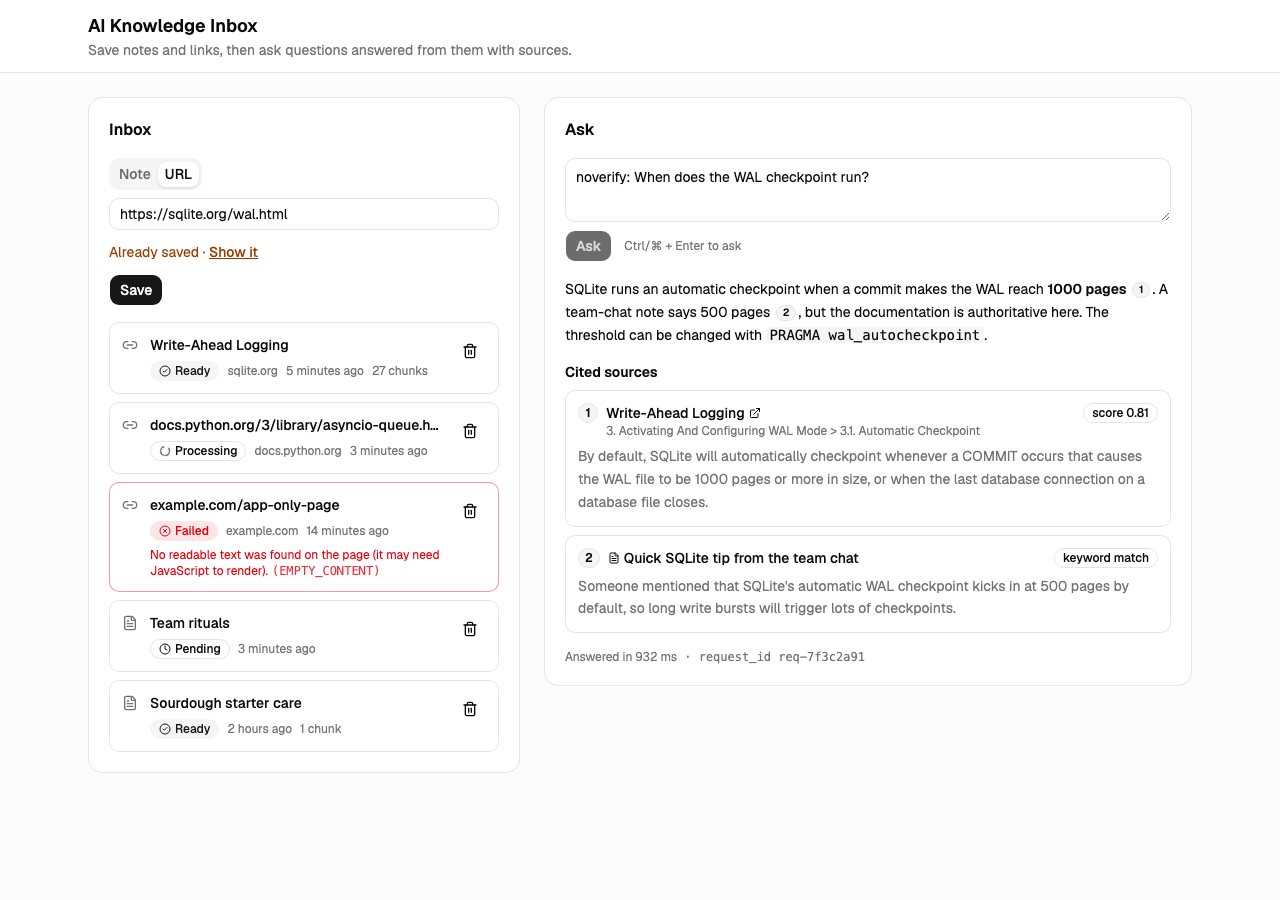 AI Knowledge Inbox
Save notes and links, then ask questions answered from them with sources.
Inbox
Note URL
https://sqlite.org/wal.html
Already saved · Show it
Save
Write-Ahead Logging
Ready sqlite.org 5 minutes ago 27 chunks
docs.python.org/3/library/asyncio-queue.h…
Processing docs.python.org 3 minutes ago
example.com/app-only-page
Failed example.com 14 minutes ago
No readable text was found on the page (it may need
JavaScript to render). (EMPTY_CONTENT)
Team rituals
Pending 3 minutes ago
Sourdough starter care
Ready 2 hours ago 1 chunk
Ask
noverify: When does the WAL checkpoint run?
Ask Ctrl/⌘ + Enter to ask
SQLite runs an automatic checkpoint when a commit makes the WAL reach 1000 pages 1 . A
team-chat note says 500 pages 2 , but the documentation is authoritative here. The
threshold can be changed with PRAGMA wal_autocheckpoint.
Cited sources
1 Write-Ahead Logging score 0.81
3. Activating And Configuring WAL Mode > 3.1. Automatic Checkpoint
By default, SQLite will automatically checkpoint whenever a COMMIT occurs that causes
the WAL file to be 1000 pages or more in size, or when the last database connection on a
database file closes.
2 Quick SQLite tip from the team chat keyword match
Someone mentioned that SQLite's automatic WAL checkpoint kicks in at 500 pages by
default, so long write bursts will trigger lots of checkpoints.
Answered in 932 ms · request_id req-7f3c2a91